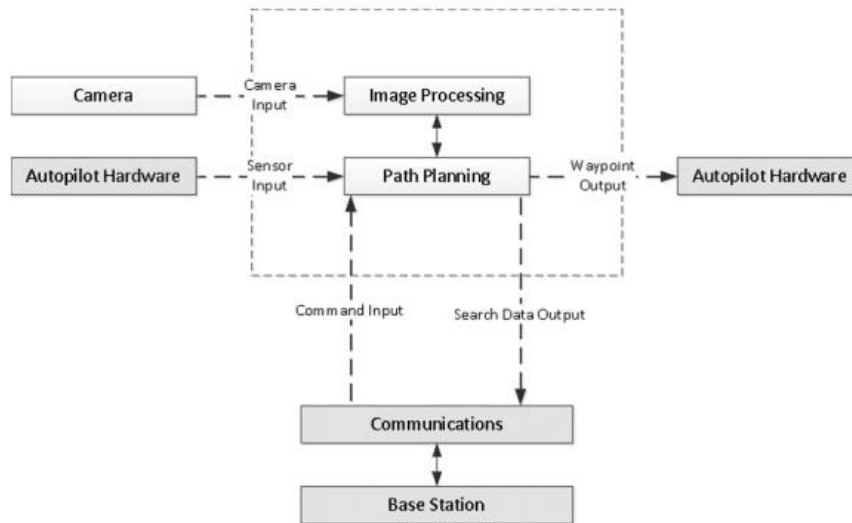 Camera
Camera
Input
Image Processing
Autopilot Hardware
Sensor
Input
Path Planning
Waypoint
Output
Autopilot Hardware
Command Input
Search Data Output
Communications
Base Station